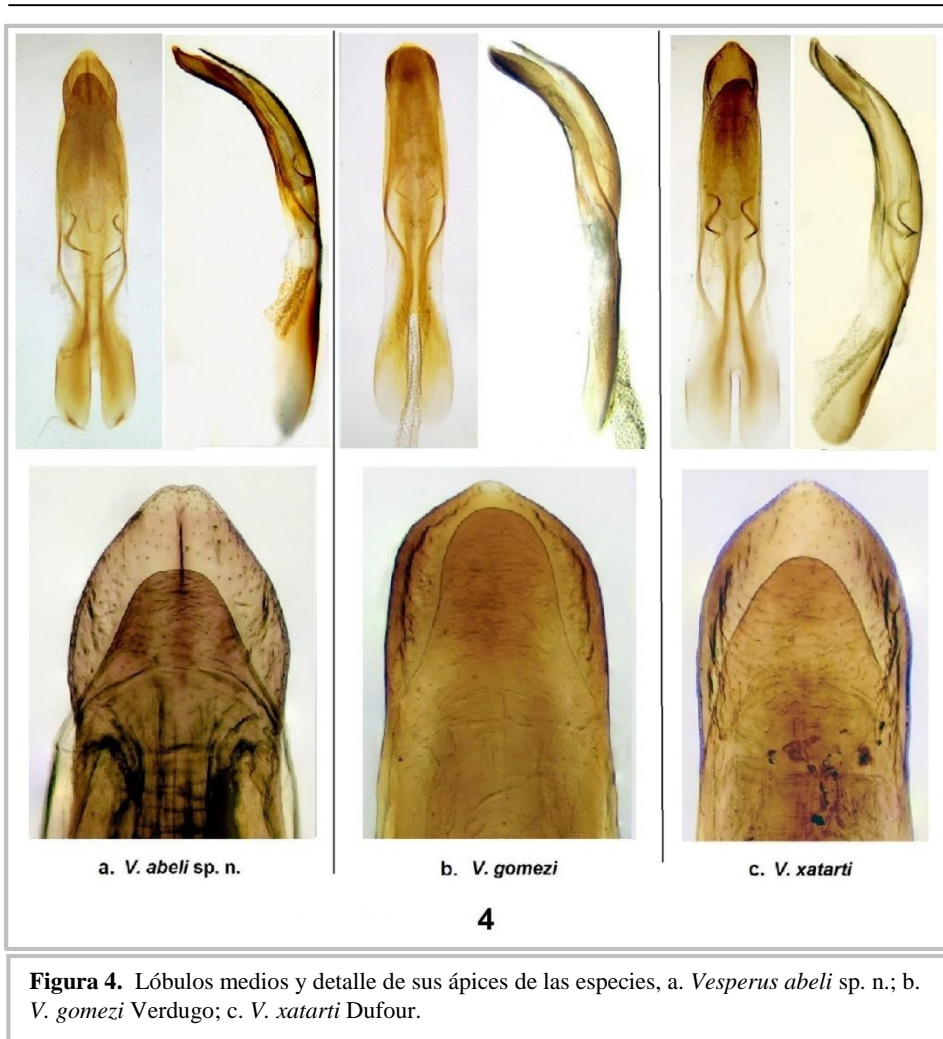 a. V. abeli sp. n.
b. V. gomezi
c. V. xatarti
4
Figura 4. Lóbulos medios y detalle de sus ápices de las especies, a. Vesperus abeli sp. n.; b.
V. gomezi Verdugo; c. V. xatarti Dufour.